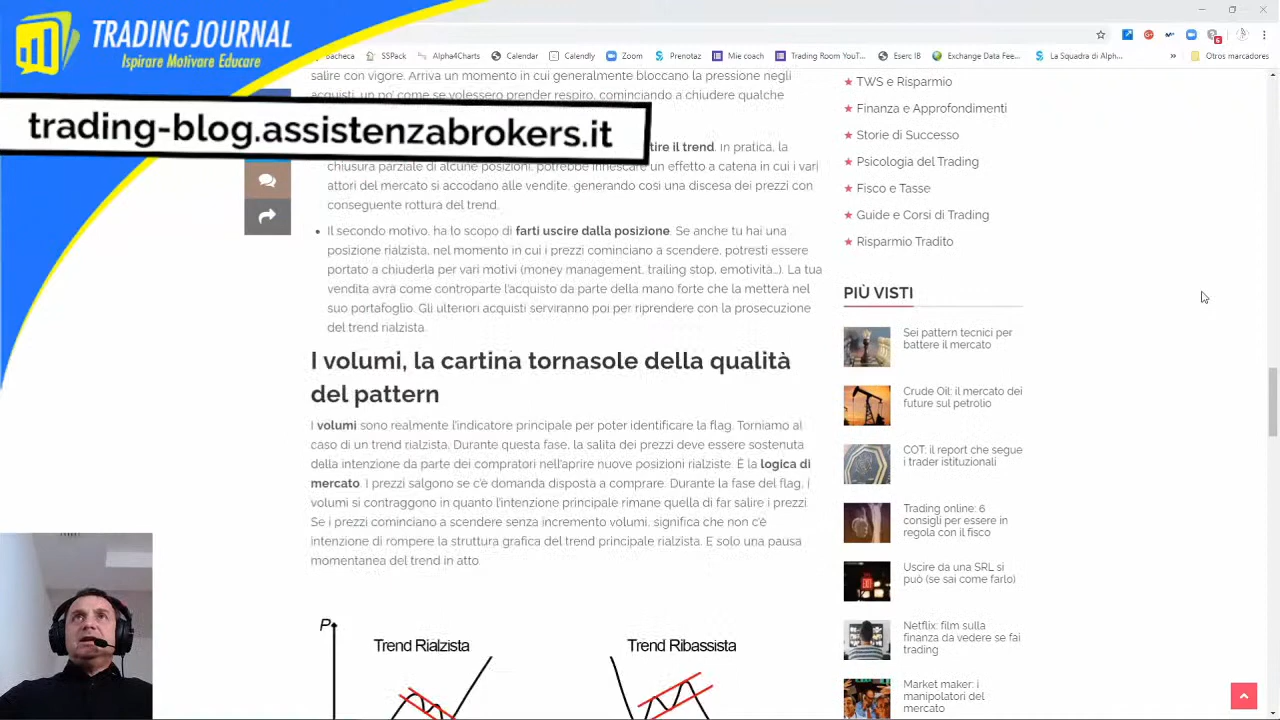 TRADING JOURNAL
Ispirare Motivare Educare
trading-blog.assistenzabrokers.it
SSPack
Alpha4Charts
Calendar
Calendly
Zoom
Prenotaz
Mie coach
Trading Room YouT...
Eserc IB
Exchange Data Fee...
La Squadra di Alph...
»
Otros marcadores
salire con vigore. Arriva un momento in cui generalmente bloccano la pressione negli
acquisti, un po' come se volessero prender respiro, cominciando a chiudere qualche
tire il trend. In pratica, la
chiusura parziale di alcune posizioni, potrebbe innescare un effetto a catena in cui i vari
attori del mercato si accodano alle vendite, generando così una discesa dei prezzi con
conseguente rottura del trend.
• Il secondo motivo, ha lo scopo di farti uscire dalla posizione. Se anche tu hai una
posizione rialzista, nel momento in cui i prezzi cominciano a scendere, potresti essere
portato a chiuderla per vari motivi (money management, trailing stop, emotività...). La tua
vendita avrà come controparte l'acquisto da parte della mano forte che la metterà nel
suo portafoglio. Gli ulteriori acquisti serviranno poi per riprendere con la prosecuzione
del trend rialzista.
I volumi, la cartina tornasole della qualità
del pattern
I volumi sono realmente l'indicatore principale per poter identificare la flag. Torniamo al
caso di un trend rialzista. Durante questa fase, la salita dei prezzi deve essere sostenuta
dalla intenzione da parte dei compratori nell'aprire nuove posizioni rialziste. È la logica di
mercato. I prezzi salgono se c'è domanda disposta a comprare. Durante la fase del flag, i
volumi si contraggono in quanto l'intenzione principale rimane quella di far salire i prezzi.
Se i prezzi cominciano a scendere senza incremento volumi, significa che non c'è
intenzione di rompere la struttura grafica del trend principale rialzista. E solo una pausa
momentanea del trend in atto
P
Trend Rialzista
Trend Ribassista
TWS e Risparmio
Finanza e Approfondimenti
Storie di Successo
Psicologia del Trading
Fisco e Tasse
Guide e Corsi di Trading
Risparmio Tradito
PIÙ VISTI
Sei pattern tecnici per
battere il mercato
Crude Oil: il mercato dei
future sul petrolio
COT: il report che segue
i trader istituzionali
Trading online: 6
consigli per essere in
regola con il fisco
Uscire da una SRL si
può (se sai come farlo)
Netflix: film sulla
finanza da vedere se fai
trading
Market maker: i
manipolatori del
mercato